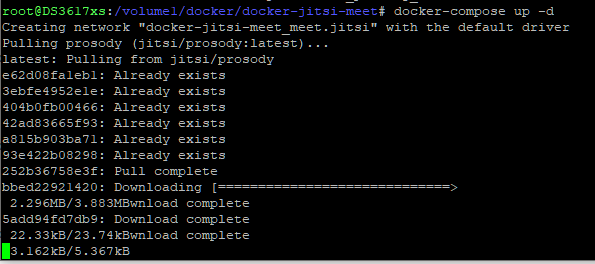 root@DS3617xs:/volume1/docker/docker-jitsi-meet# docker-compose up -d
Creating network "docker-jitsi-meet_meet.jitsi" with the default driver
Pulling prosody (jitsi/prosody:latest)...
latest: Pulling from jitsi/prosody
e62d08fa1eb1: Already exists
3ebfe4952e1e: Already exists
404b0fb00466: Already exists
42ad83665f93: Already exists
a815b903ba71: Already exists
93e422b08298: Already exists
252b36758e3f: Pull complete
bbed22921420: Downloading [=============================>
 2.296MB/3.883MBwnload complete
5add94fd7db9: Download complete
 22.33kB/23.74kBwnload complete
3.162kB/5.367kB